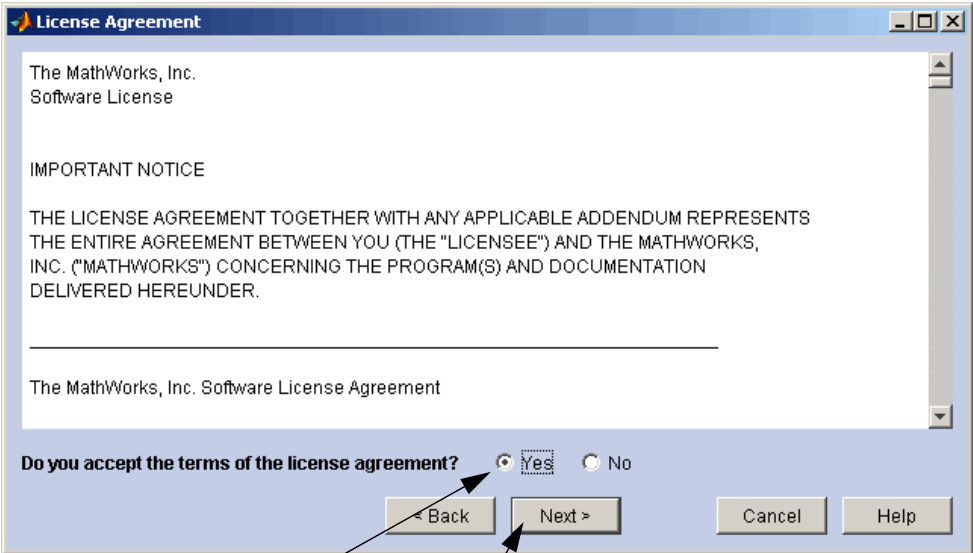 License Agreement
The MathWorks, Inc.
Software License
IMPORTANT NOTICE
THE LICENSE AGREEMENT TOGETHER WITH ANY APPLICABLE ADDENDUM REPRESENTS
THE ENTIRE AGREEMENT BETWEEN YOU (THE "LICENSEE") AND THE MATHWORKS,
INC. ("MATHWORKS") CONCERNING THE PROGRAM(S) AND DOCUMENTATION
DELIVERED HEREUNDER.
The MathWorks, Inc. Software License Agreement
Do you accept the terms of the license agreement? Yes No
< Back Next > Cancel Help